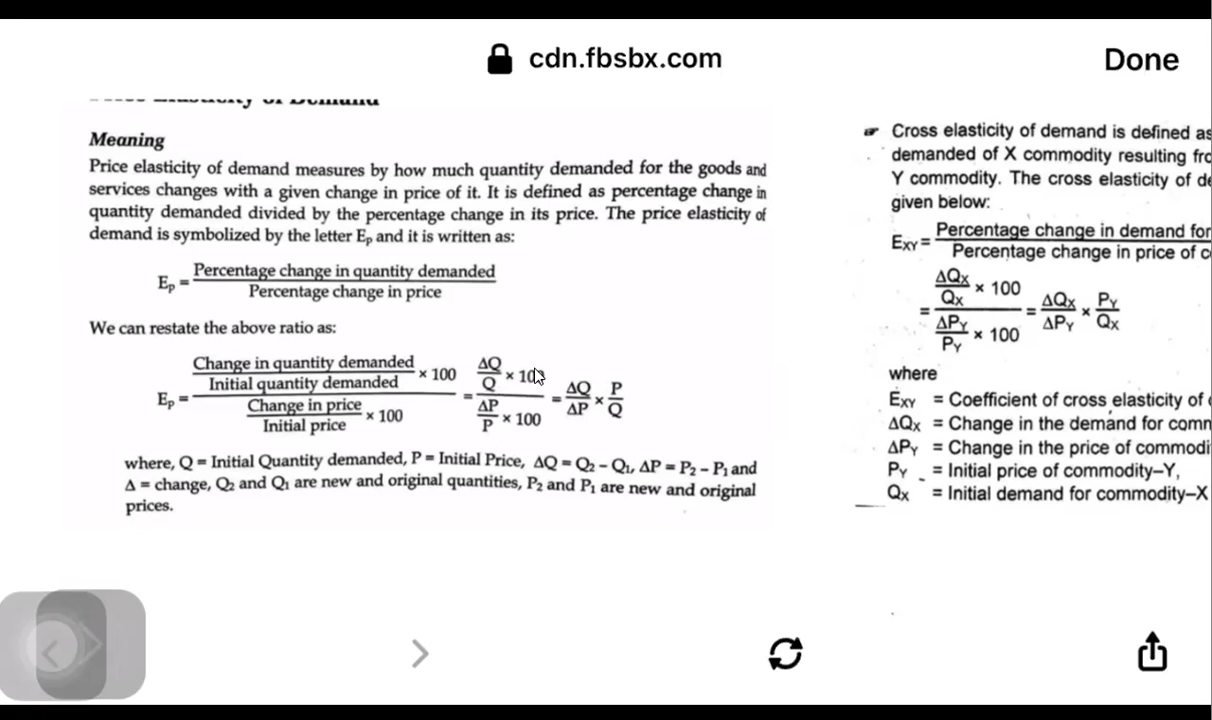 cdn.fbsbx.com
Done
Meaning
Price elasticity of demand measures by how much quantity demanded for the goods and
services changes with a given change in price of it. It is defined as percentage change in
quantity demanded divided by the percentage change in its price. The price elasticity of
demand is symbolized by the letter Ep and it is written as:
Ep = Percentage change in quantity demanded / Percentage change in price
We can restate the above ratio as:
Ep = (Change in quantity demanded / Initial quantity demanded × 100) / (Change in price / Initial price × 100) = (ΔQ / Q × 100) / (ΔP / P × 100) = ΔQ / ΔP × P / Q
where, Q = Initial Quantity demanded, P = Initial Price, ΔQ = Q2 – Q1, ΔP = P2 – P1 and
Δ = change, Q2 and Q1 are new and original quantities, P2 and P1 are new and original
prices.
☞ Cross elasticity of demand is defined as
demanded of X commodity resulting
Y commodity. The cross elasticity of
given below:
EXY = Percentage change in demand for / Percentage change in price of
= (ΔQX / QX × 100) / (ΔPY / PY × 100) = ΔQX / ΔPY × PY / QX
where
EXY = Coefficient of cross elasticity of
ΔQX = Change in the demand for
ΔPY = Change in the price of
PY = Initial price of commodity–Y,
QX = Initial demand for commodity–X